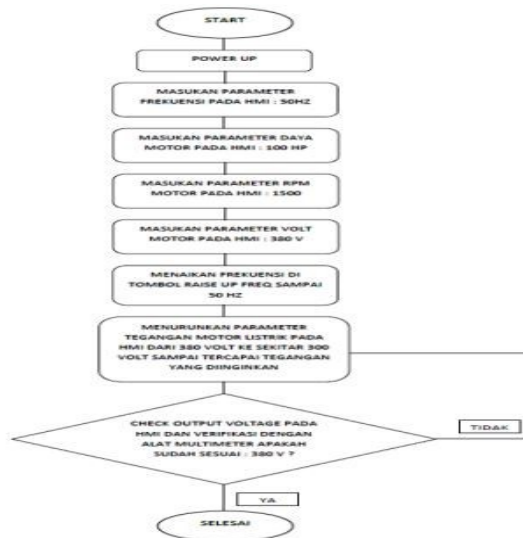 START
POWER UP
MASUKAN PARAMETER
FREKUENSI PADA HMI : 50HZ
MASUKAN PARAMETER DAYA
MOTOR PADA HMI : 100 HP
MASUKAN PARAMETER RPM
MOTOR PADA HMI : 1500
MASUKAN PARAMETER VOLT
MOTOR PADA HMI : 380 V
MENAIKAN FREKUENSI DI
TOMBOL RAISE UP FREQ SAMPAI
50 HZ
MENURUNKAN PARAMETER
TEGANGAN MOTOR LISTRIK PADA
HMI DARI 380 VOLT KE SEKITAR 300
VOLT SAMPAI TERCAPAI TEGANGAN
YANG DIINGINKAN
CHECK OUTPUT VOLTAGE PADA
HMI DAN VERIFIKASI DENGAN
ALAT MULTIMETER APAKAH
SUDAH SESUAI : 380 V ?
TIDAK
YA
SELESAI